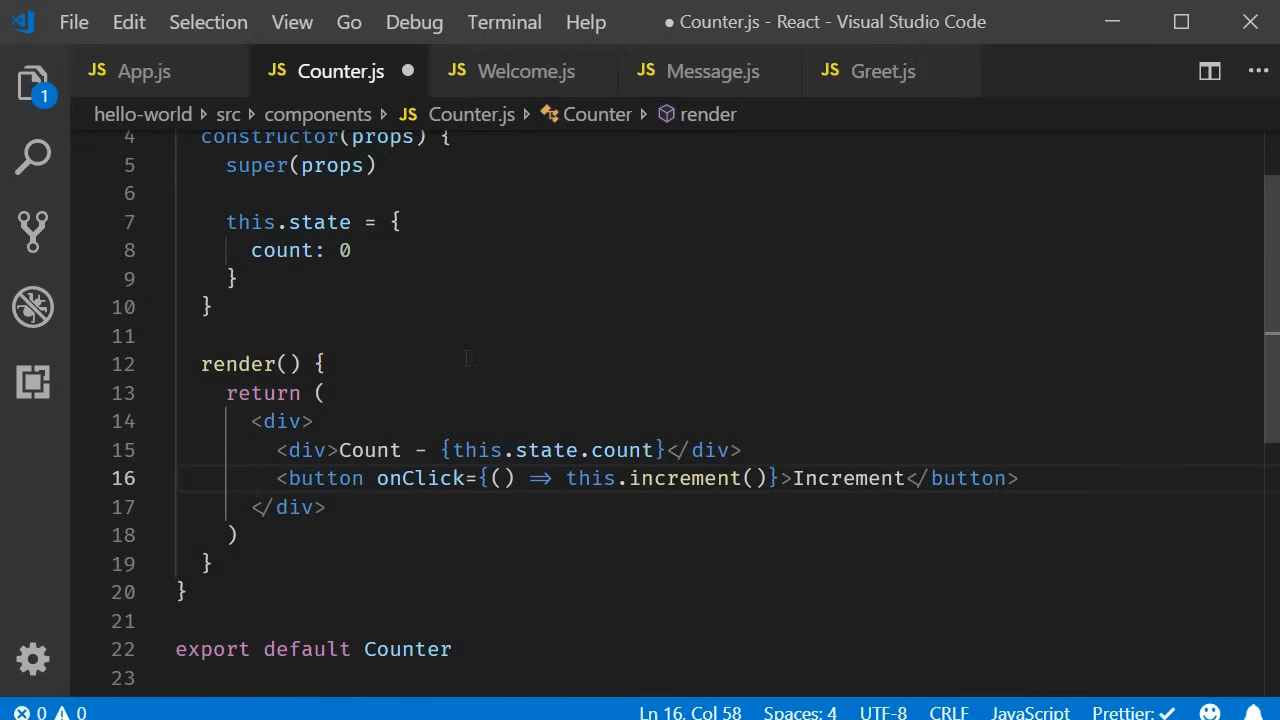 File Edit Selection View Go Debug Terminal Help ● Counter.js - React - Visual Studio Code
JS App.js JS Counter.js ● JS Welcome.js JS Message.js JS Greet.js
1
hello-world > src > components > JS Counter.js > Counter > render
4 constructor(props) {
5 super(props)
6
7 this.state = {
8 count: 0
9 }
10 }
11
12 render() {
13 return (
14 <div>
15 <div>Count - {this.state.count}</div>
16 <button onClick={() => this.increment()}>Increment</button>
17 </div>
18 )
19 }
20 }
21
22 export default Counter
23
0 0 Ln 16, Col 58 Spaces: 4 UTF-8 CRLF JavaScript Prettier: ✓